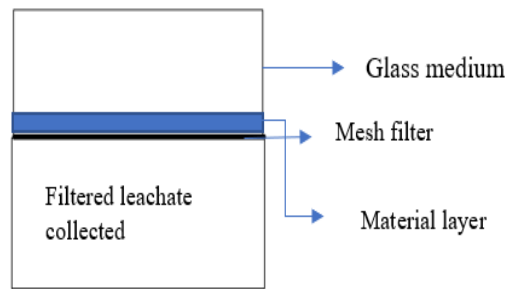 Glass medium
Mesh filter
Filtered leachate
collected
Material layer